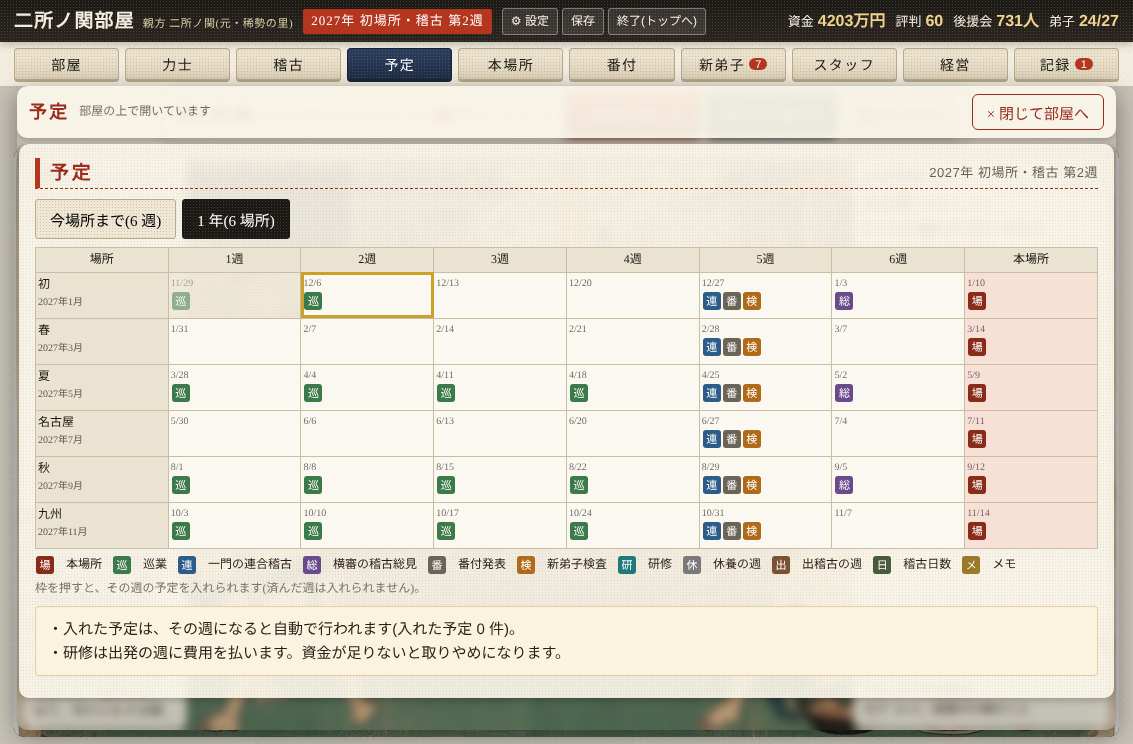 二所ノ関部屋 親方 二所ノ関(元・稀勢の里) 2027年 初場所・稽古 第2週 ⚙ 設定 保存 終了(トップへ) 資金 4203万円 評判 60 後援会 731人 弟子 24/27
部屋 力士 稽古 予定 本場所 番付 新弟子 7 スタッフ 経営 記録 1
予定 部屋の上で開いています × 閉じて部屋へ
予定 2027年 初場所・稽古 第2週
今場所まで(6 週) 1 年(6 場所)
場所 1週 2週 3週 4週 5週 6週 本場所
初 11/29 12/6 12/13 12/20 12/27 1/3 1/10
2027年1月 巡 巡 連 番 検 総 場
春 1/31 2/7 2/14 2/21 2/28 3/7 3/14
2027年3月 連 番 検 場
夏 3/28 4/4 4/11 4/18 4/25 5/2 5/9
2027年5月 巡 巡 巡 巡 連 番 検 総 場
名古屋 5/30 6/6 6/13 6/20 6/27 7/4 7/11
2027年7月 連 番 検 場
秋 8/1 8/8 8/15 8/22 8/29 9/5 9/12
2027年9月 巡 巡 巡 巡 連 番 検 総 場
九州 10/3 10/10 10/17 10/24 10/31 11/7 11/14
2027年11月 巡 巡 巡 巡 連 番 検 場
場 本場所 巡 巡業 連 一門の連合稽古 総 横審の稽古総見 番 番付発表 検 新弟子検査 研 研修 休 休養の週 出 出稽古の週 日 稽古日数 メ メモ
枠を押すと、その週の予定を入れられます(済んだ週は入れられません)。
・入れた予定は、その週になると自動で行われます(入れた予定 0 件)。
・研修は出発の週に費用を払います。資金が足りないと取りやめになります。